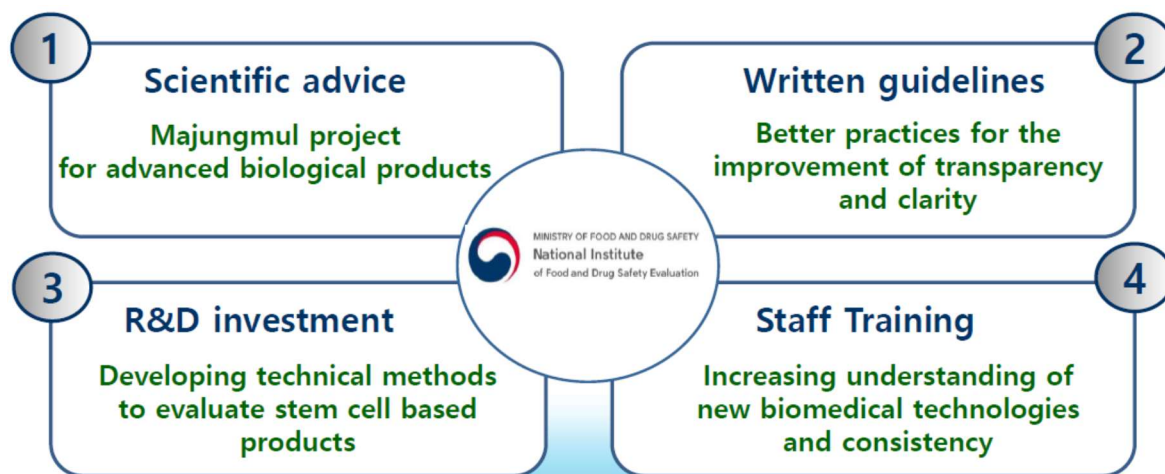 1
Scientific advice
Majungmul project
for advanced biological products
2
Written guidelines
Better practices for the
improvement of transparency
and clarity
MINISTRY OF FOOD AND DRUG SAFETY
National Institute
of Food and Drug Safety Evaluation
3
R&D investment
Developing technical methods
to evaluate stem cell based
products
4
Staff Training
Increasing understanding of
new biomedical technologies
and consistency